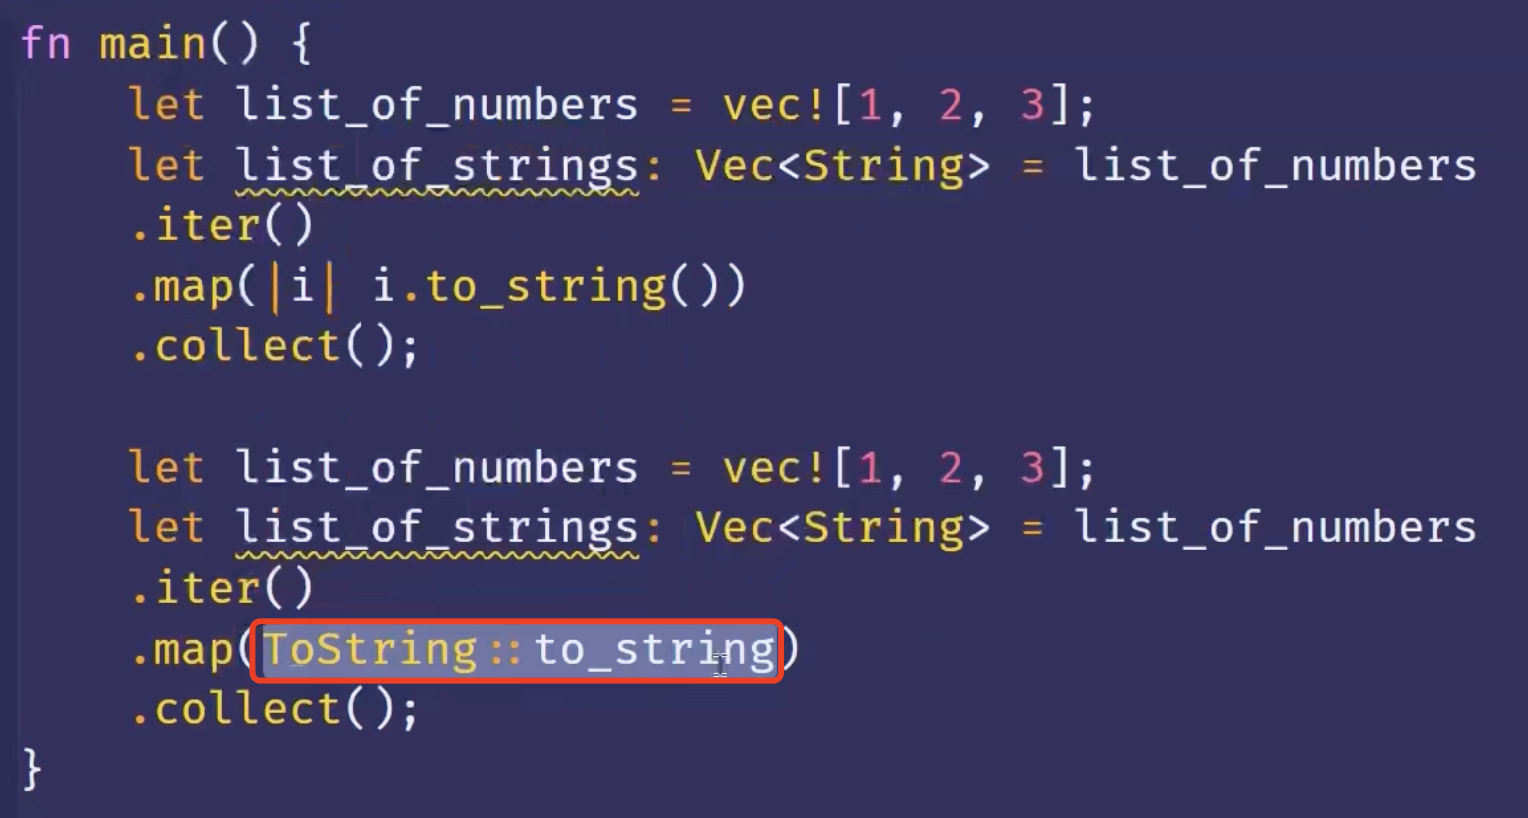 fn main() {
    let list_of_numbers = vec![1, 2, 3];
    let list_of_strings: Vec<String> = list_of_numbers
    .iter()
    .map(|i| i.to_string())
    .collect();

    let list_of_numbers = vec![1, 2, 3];
    let list_of_strings: Vec<String> = list_of_numbers
    .iter()
    .map(ToString::to_string)
    .collect();
}